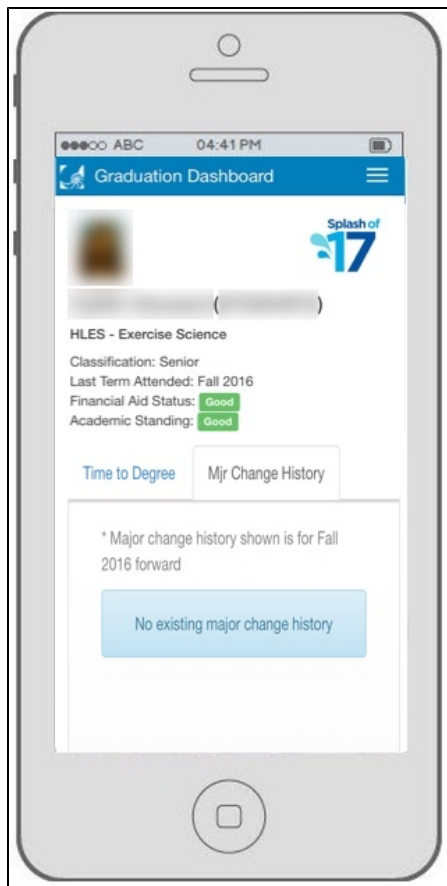 ABC 04:41 PM
Graduation Dashboard
Splash of
17
( )
HLES - Exercise Science
Classification: Senior
Last Term Attended: Fall 2016
Financial Aid Status: Good
Academic Standing: Good
Time to Degree Mjr Change History
* Major change history shown is for Fall
2016 forward
No existing major change history